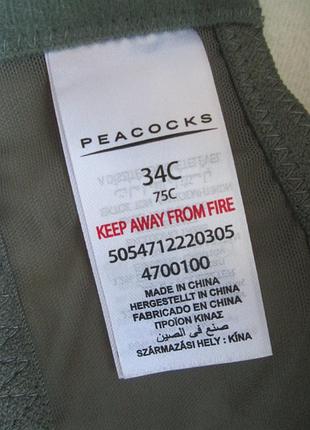 PEACOCKS
34C
75C
KEEP AWAY FROM FIRE
5054712220305
4700100
MADE IN CHINA
HERGESTELLT IN CHINA
FABRICADO EN CHINA
ΠΡΟΪΟΝ ΚΙΝΑΣ
صنع في الصين
SZÁRMAZÁSI HELY : KÍNA